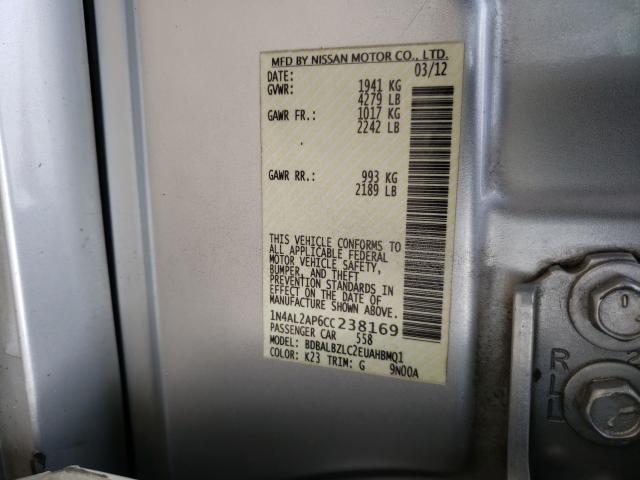 MFD BY NISSAN MOTOR CO., LTD.
DATE: 03/12
GVWR: 1941 KG
4279 LB
GAWR FR.: 1017 KG
2242 LB
GAWR RR.: 993 KG
2189 LB
THIS VEHICLE CONFORMS TO
ALL APPLICABLE FEDERAL
MOTOR VEHICLE SAFETY,
BUMPER, AND THEFT
PREVENTION STANDARDS IN
EFFECT ON THE DATE OF
MANUFACTURE SHOWN ABOVE.
1N4AL2AP6CC238169
PASSENGER CAR 558
MODEL: BDBALBZLC2EUAHBMQ1
COLOR: K23 TRIM: G 9N00A